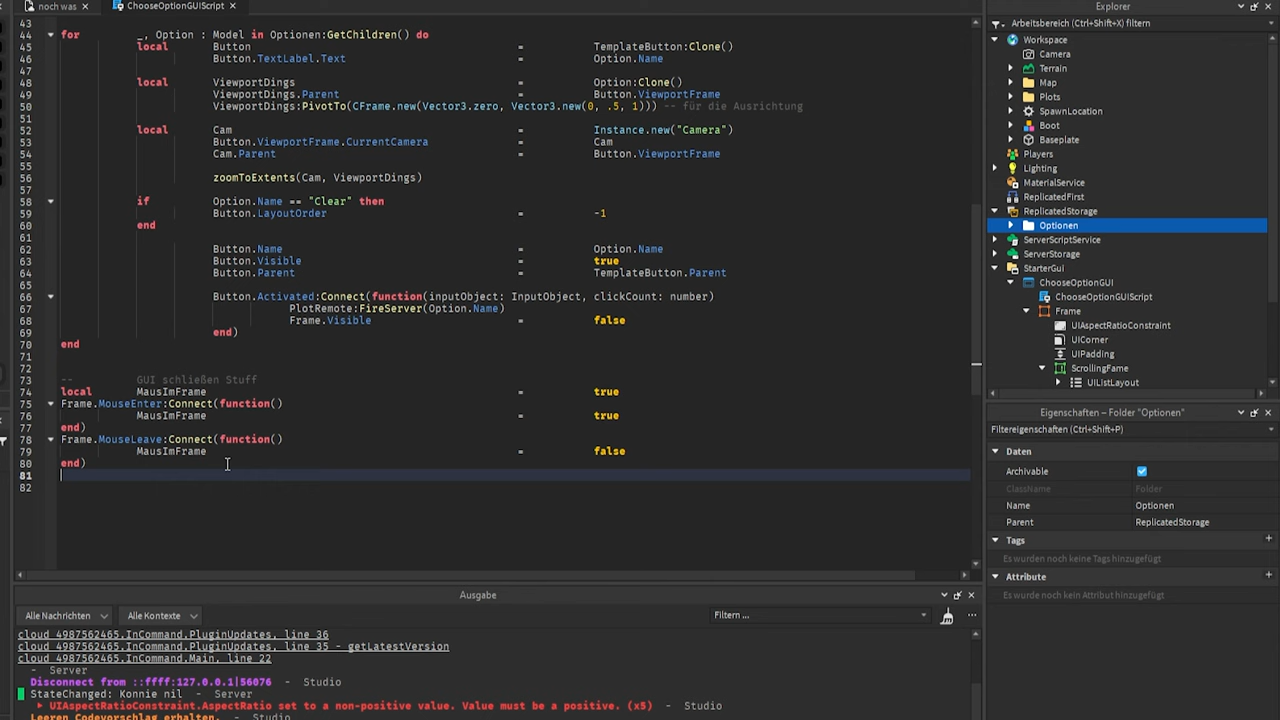 noch was ×
ChooseOptionGUIScript ×
43
44 for _, Option : Model in Optionen:GetChildren() do
45 local Button = TemplateButton:Clone()
46 Button.TextLabel.Text = Option.Name
47
48 local ViewportDings = Option:Clone()
49 ViewportDings.Parent = Button.ViewportFrame
50 ViewportDings:PivotTo(CFrame.new(Vector3.zero, Vector3.new(0, .5, 1))) -- für die Ausrichtung
51
52 local Cam = Instance.new("Camera")
53 Button.ViewportFrame.CurrentCamera = Cam
54 Cam.Parent = Button.ViewportFrame
55
56 zoomToExtents(Cam, ViewportDings)
57
58 if Option.Name == "Clear" then
59 Button.LayoutOrder = -1
60 end
61
62 Button.Name = Option.Name
63 Button.Visible = true
64 Button.Parent = TemplateButton.Parent
65
66 Button.Activated:Connect(function(inputObject: InputObject, clickCount: number)
67 PlotRemote:FireServer(Option.Name)
68 Frame.Visible = false
69 end)
70 end
71
72
73 -- GUI schließen Stuff
74 local MausImFrame = true
75 Frame.MouseEnter:Connect(function()
76 MausImFrame = true
77 end)
78 Frame.MouseLeave:Connect(function()
79 MausImFrame = false
80 end)
81
82
Ausgabe
Alle Nachrichten
Alle Kontexte
Filtern ...
cloud_4987562465.InCommand.PluginUpdates, line 36
cloud_4987562465.InCommand.PluginUpdates, line 35 - getLatestVersion
cloud_4987562465.InCommand.Main, line 22
- Server
Disconnect from ::ffff:127.0.0.1|56076 - Studio
StateChanged: Konnie nil - Server
UIAspectRatioConstraint.AspectRatio set to a non-positive value. Value must be a positive. (x5) - Studio
Leeren Codevorschlag erhalten. - Studio
Explorer
Arbeitsbereich (Ctrl+Shift+X) filtern
Workspace
Camera
Terrain
Map
Plots
SpawnLocation
Boot
Baseplate
Players
Lighting
MaterialService
ReplicatedFirst
ReplicatedStorage
Optionen
ServerScriptService
ServerStorage
StarterGui
ChooseOptionGUI
ChooseOptionGUIScript
Frame
UIAspectRatioConstraint
UICorner
UIPadding
ScrollingFame
UIListLayout
Eigenschaften – Folder "Optionen"
Filtereigenschaften (Ctrl+Shift+P)
Daten
Archivable
ClassName Folder
Name Optionen
Parent ReplicatedStorage
Tags
Es wurden noch keine Tags hinzugefügt
Attribute
Es wurde noch kein Attribut hinzugefügt